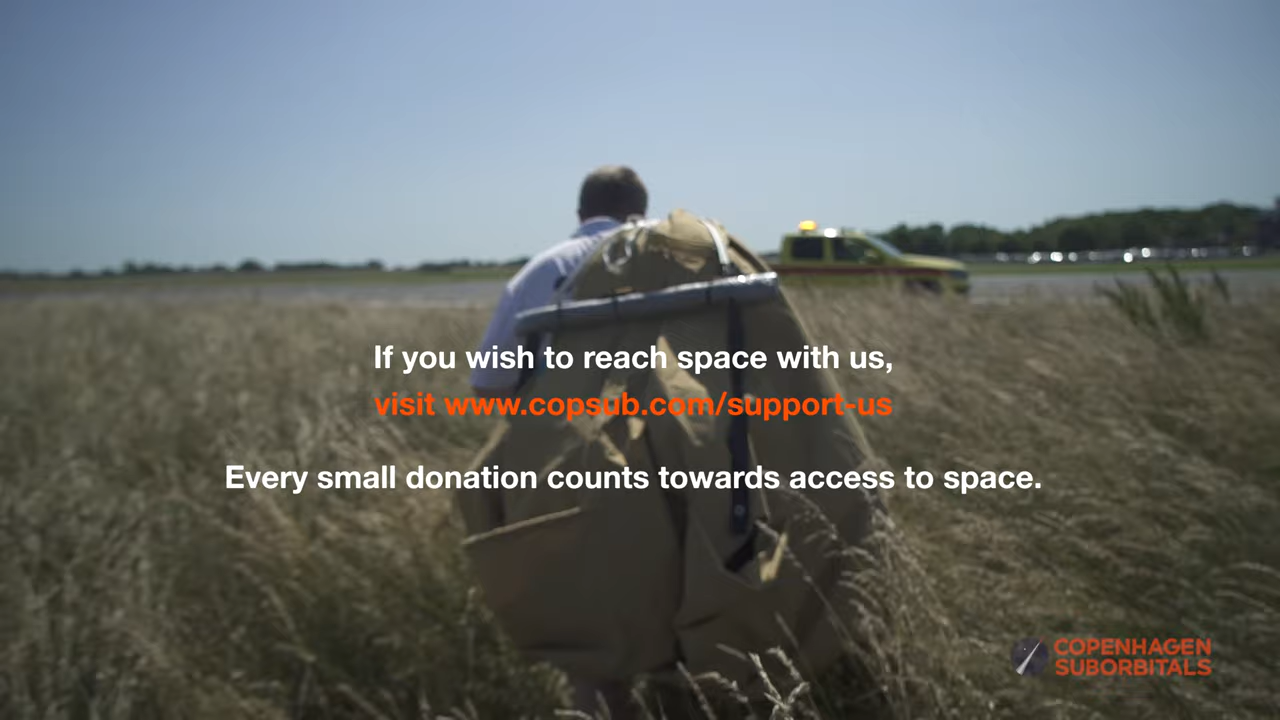 If you wish to reach space with us,
visit www.copsub.com/support-us
Every small donation counts towards access to space.
COPENHAGEN
SUBORBITALS